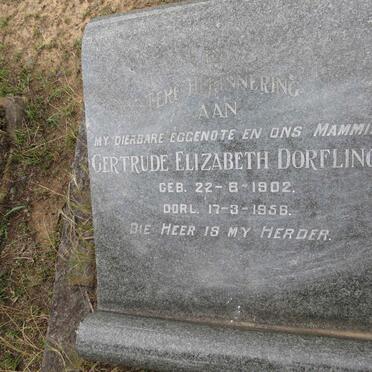 HERINNERING
AAN
MY DIERBARE EGGENOTE EN ONS MAMMIE
GERTRUDE ELIZABETH DORFLING
GEB. 22-6-1902.
OORL. 17-3-1956.
DIE HEER IS MY HERDER.